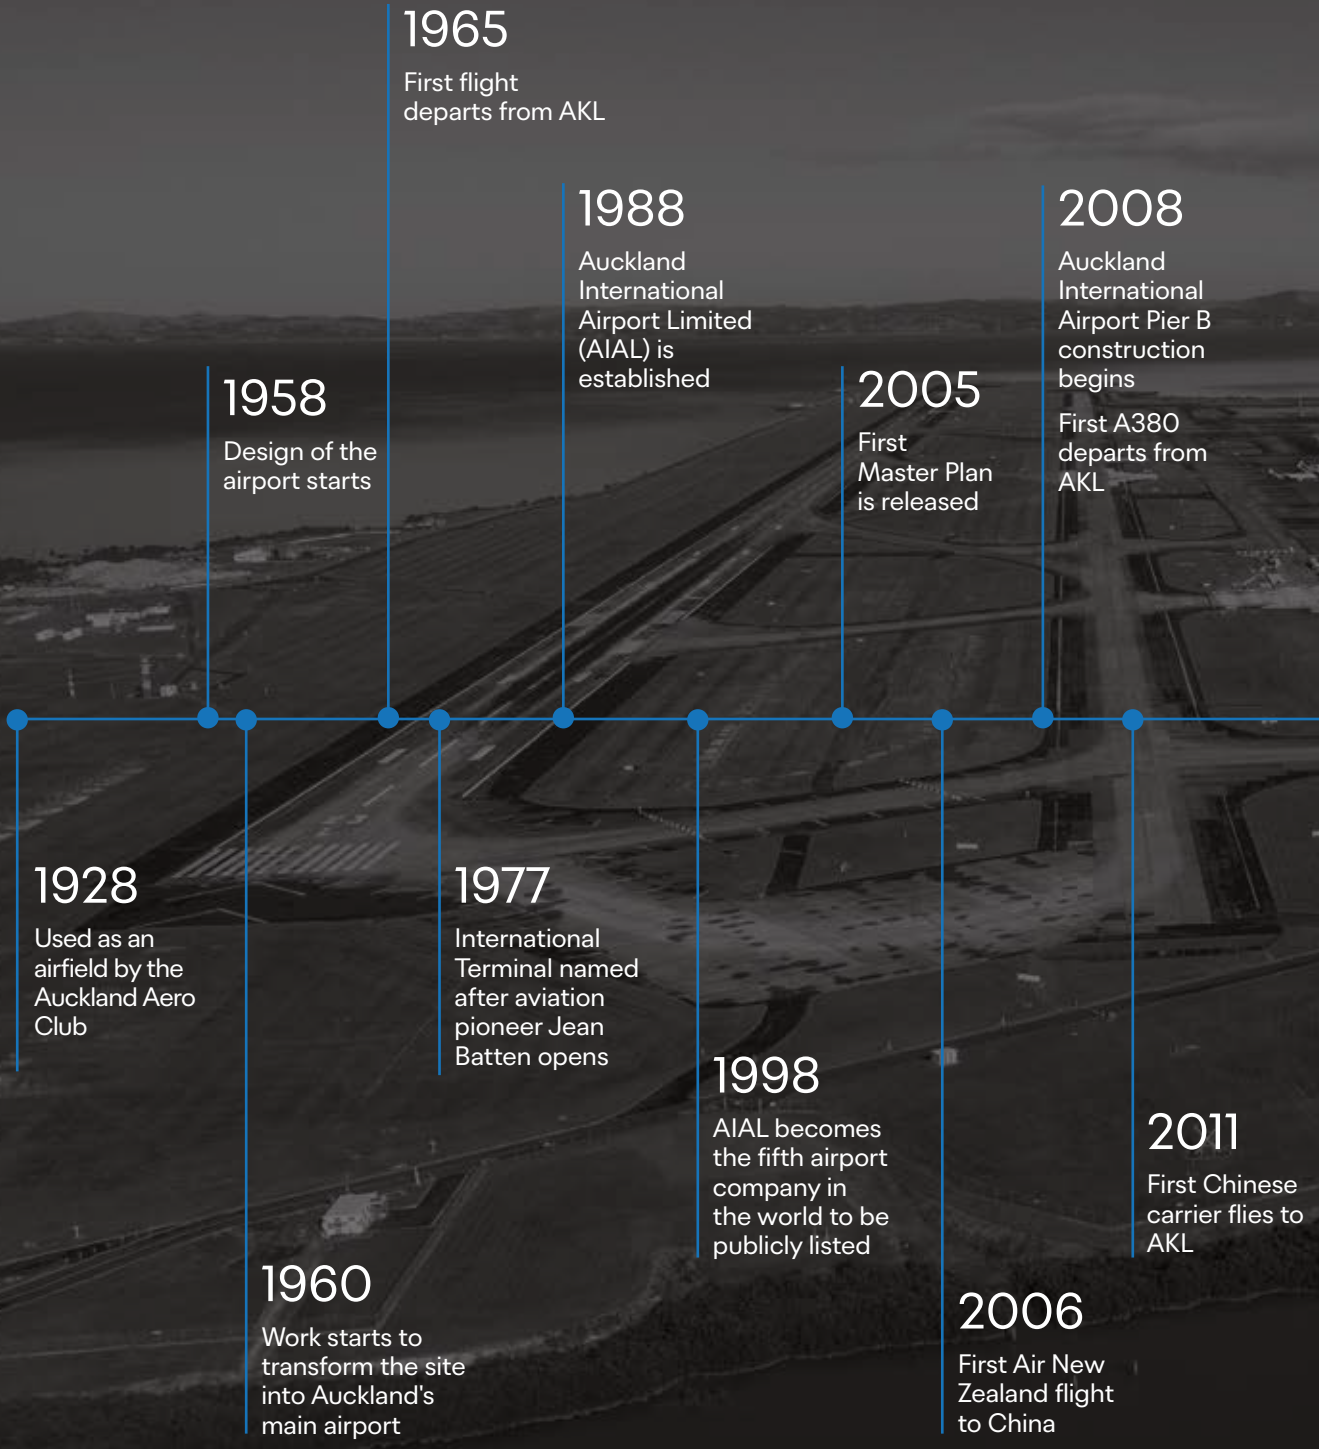 1965
First flight
departs from AKL
1988
Auckland
International
Airport Limited
(AIAL) is
established
2008
Auckland
International
Airport Pier B
construction
begins
First A380
departs from
AKL
1958
Design of the
airport starts
2005
First
Master Plan
is released
1928
Used as an
airfield by the
Auckland Aero
Club
1977
International
Terminal named
after aviation
pioneer Jean
Batten opens
1998
AIAL becomes
the fifth airport
company in
the world to be
publicly listed
2011
First Chinese
carrier flies to
AKL
1960
Work starts to
transform the site
into Auckland's
main airport
2006
First Air New
Zealand flight
to China